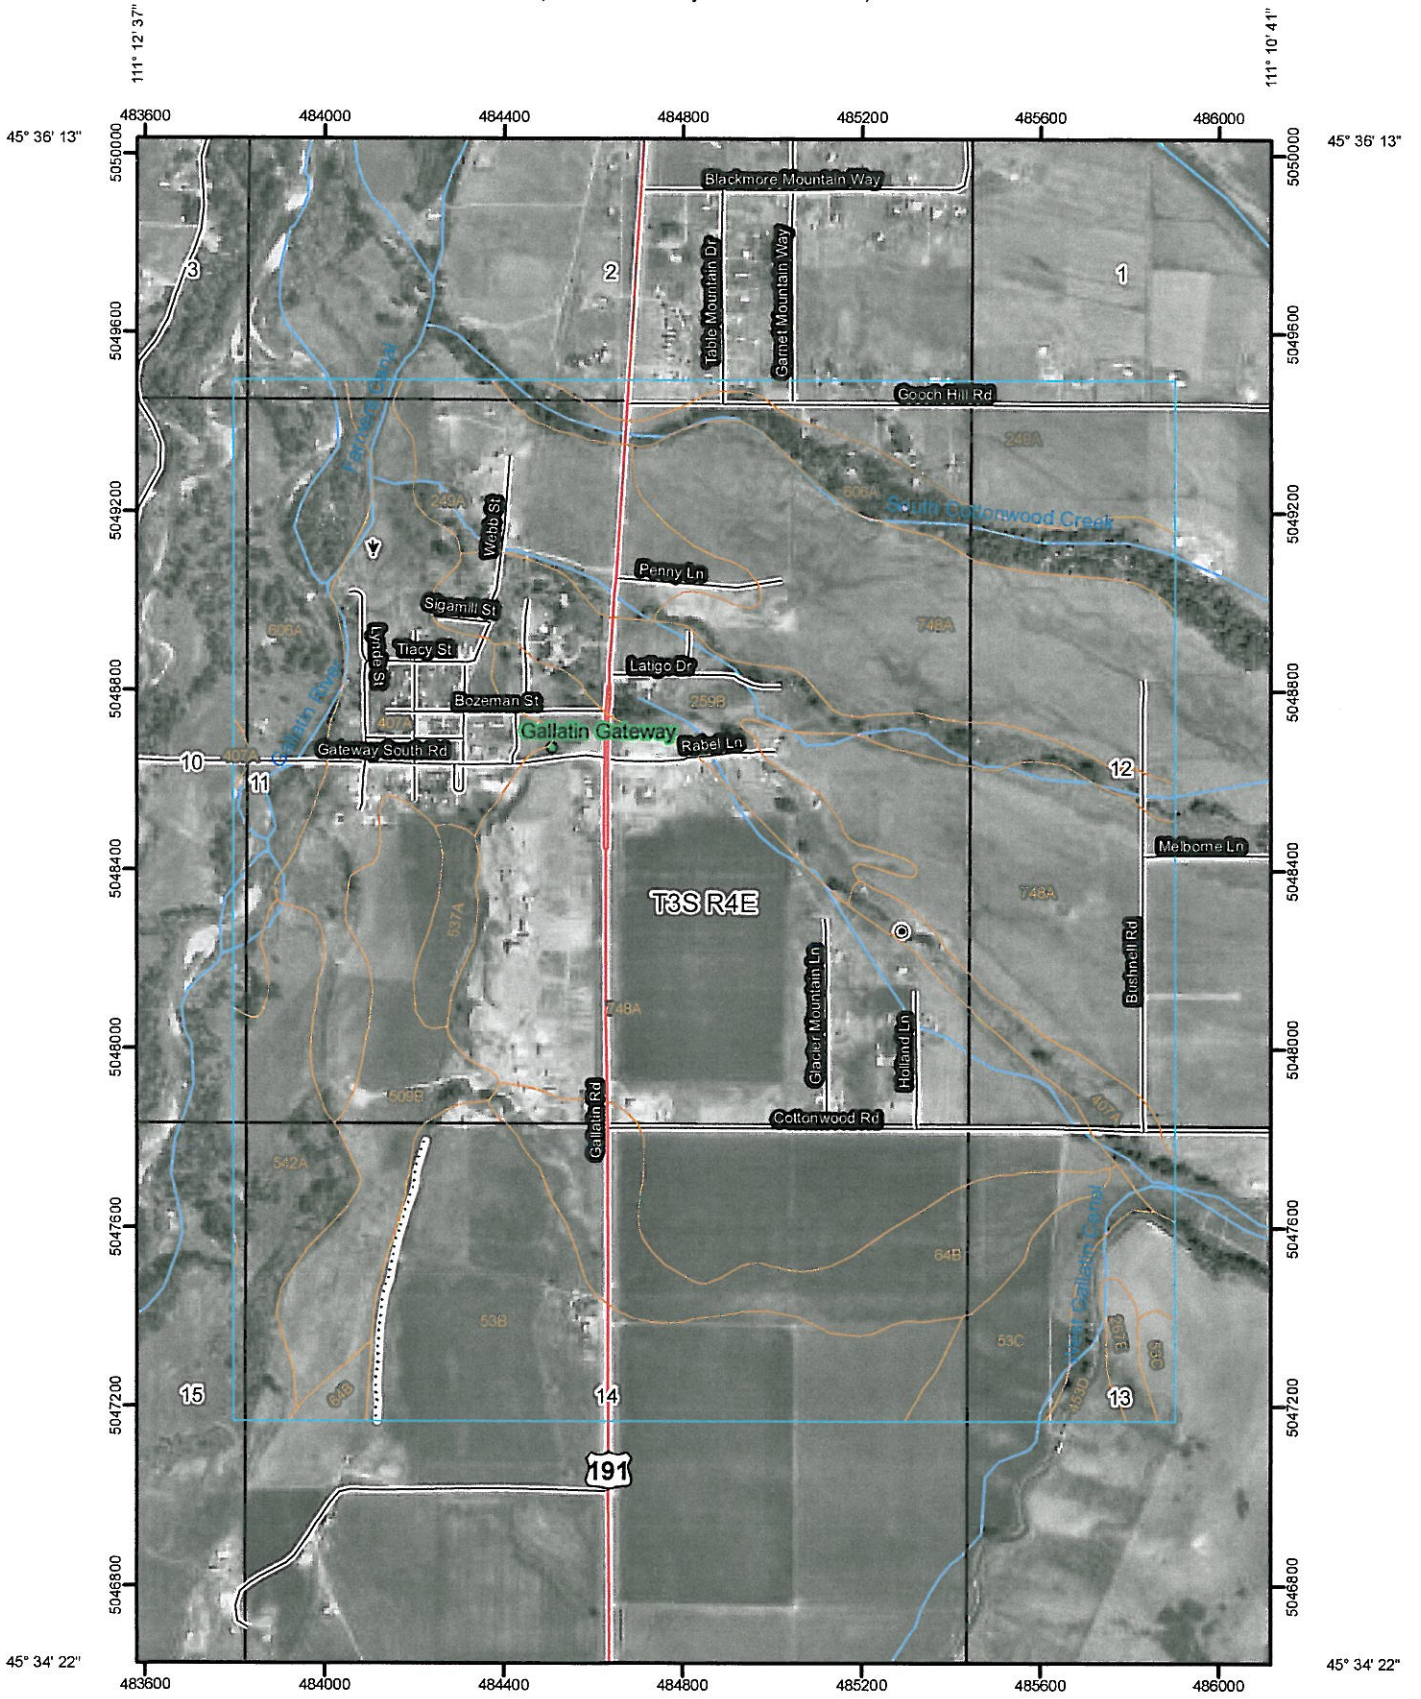 111° 12' 37"
111° 10' 41"
483600
484000
484400
484800
485200
485600
486000
45° 36' 13"
45° 36' 13"
5050000
5050000
Blackmore Mountain Way
3
2
1
Table Mountain Dr
Garnet Mountain Way
5049600
5049600
Farmers Canal
Gooch Hill Rd
249A
249A
606A
South Cottonwood Creek
5049200
5049200
Webb St
Penny Ln
Sigamill St
606A
748A
Lynde St
Tracy St
Latigo Dr
5048800
5048800
Gallatin River
Bozeman St
259B
407A
Gallatin Gateway
Gateway South Rd
Rabel Ln
407A
10
11
12
5048400
5048400
Melborne Ln
T3S R4E
748A
537A
Bushnell Rd
748A
Glacier Mountain Ln
Holland Ln
5048000
5048000
509B
Gallatin Rd
Cottonwood Rd
407A
542A
5047600
5047600
64B
Gallatin Canal
53B
53C
267E
53C
64B
453D
15
14
13
5047200
5047200
191
5046800
5046800
45° 34' 22"
45° 34' 22"
483600
484000
484400
484800
485200
485600
486000